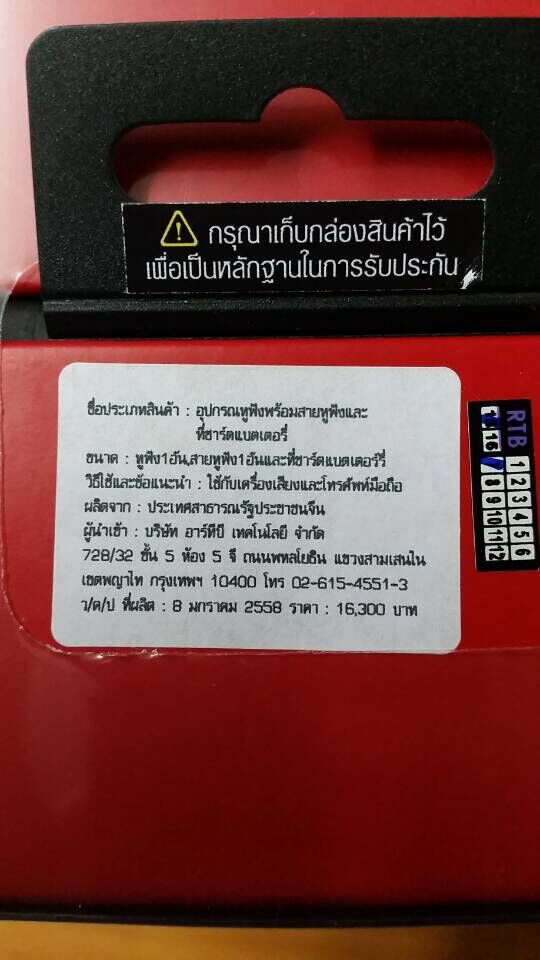 กรุณาเก็บกล่องสินค้าไว้
เพื่อเป็นหลักฐานในการรับประกัน
ชื่อประเภทสินค้า : อุปกรณหูฟังพร้อมสายหูฟังและ
ที่ชาร์ตแบตเตอรี่
ขนาด : หูฟัง1อัน,สายหูฟัง1อันและที่ชาร์ตแบตเตอร์รี่
วิธีใช้และข้อแนะนำ : ใช้กับเครื่องเสียงและโทรศัพท์มือถือ
ผลิตจาก : ประเทศสาธารณรัฐประชาชนจีน
ผู้นำเข้า : บริษัท อาร์ทีบี เทคโนโลยี จำกัด
728/32 ชั้น 5 ห้อง 5 จี ถนนพหลโยธิน แขวงสามเสนใน
เขตพญาไท กรุงเทพฯ 10400 โทร 02-615-4551-3
ว/ด/ป ที่ผลิต : 8 มกราคม 2558 ราคา : 16,300 บาท
RTB
16
1 2 3 4 5 6
8 9 10 11 12